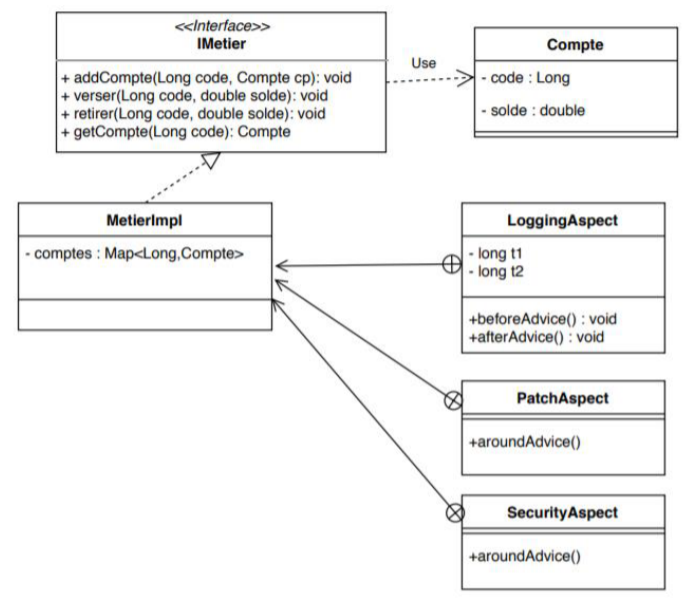 <<Interface>>
IMetier
+ addCompte(Long code, Compte cp): void
+ verser(Long code, double solde): void
+ retirer(Long code, double solde): void
+ getCompte(Long code): Compte
Use
Compte
- code : Long
- solde : double
MetierImpl
- comptes : Map<Long,Compte>
LoggingAspect
- long t1
- long t2
+beforeAdvice() : void
+afterAdvice() : void
PatchAspect
+aroundAdvice()
SecurityAspect
+aroundAdvice()